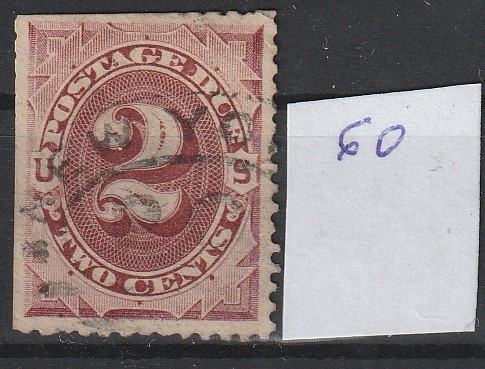 POSTAGE DUE
U 2 S
TWO CENTS
60